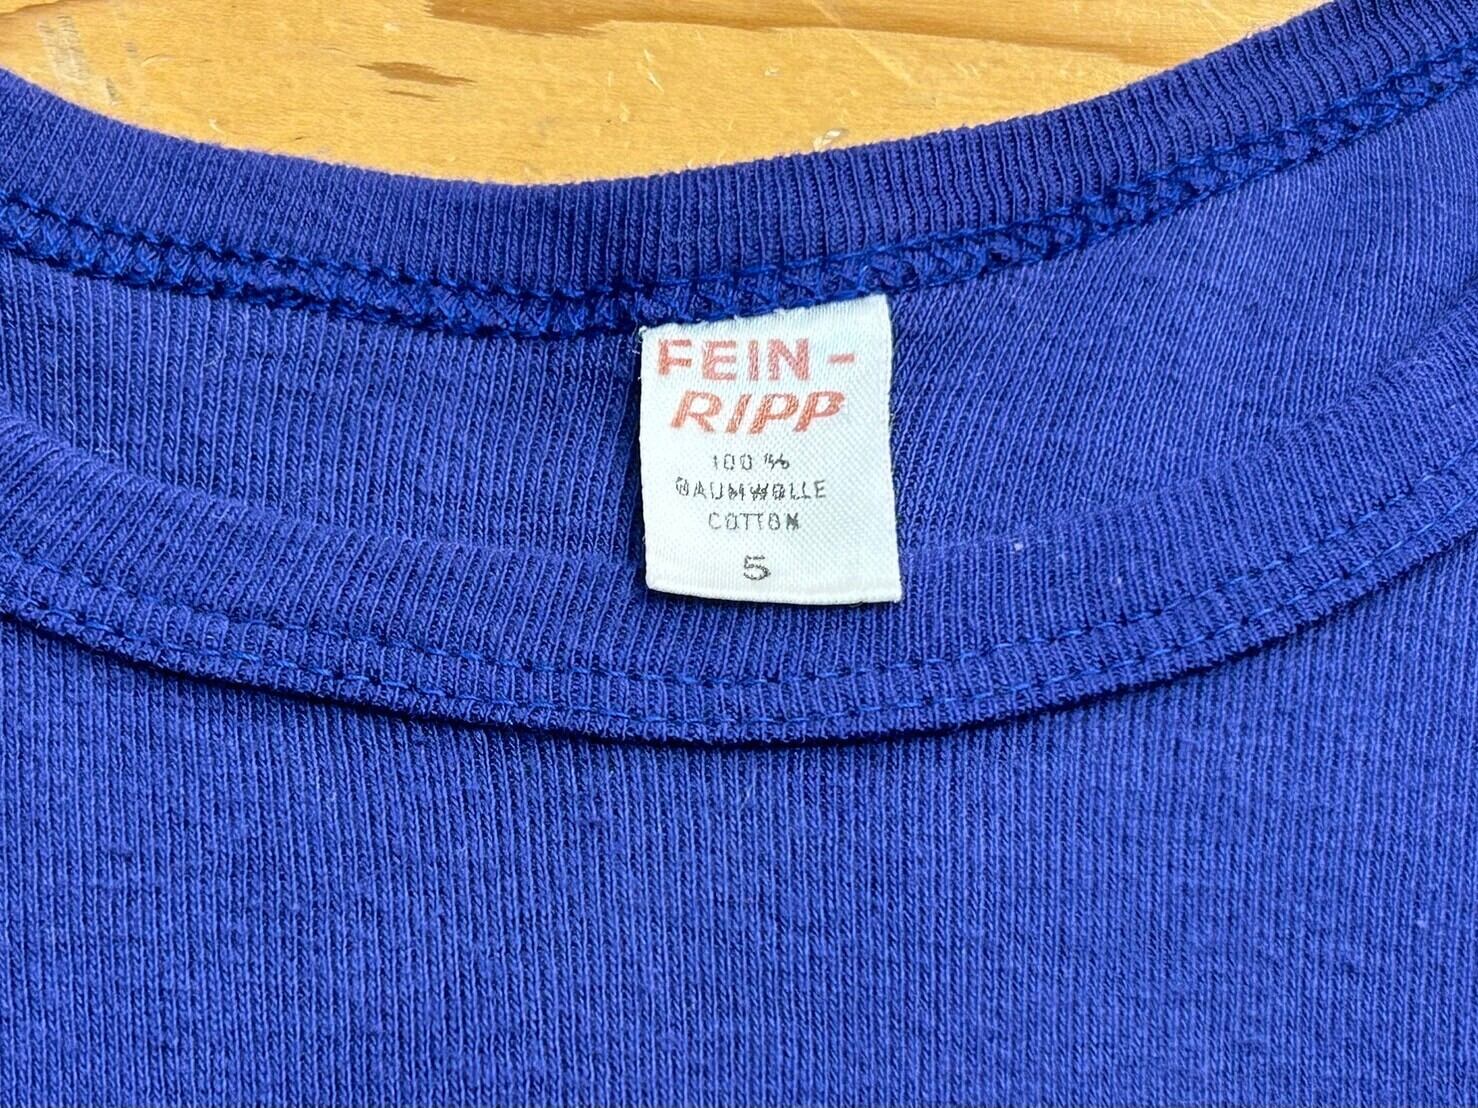 FEIN-
RIPP
100%
BAUMWOLLE
COTTON
5